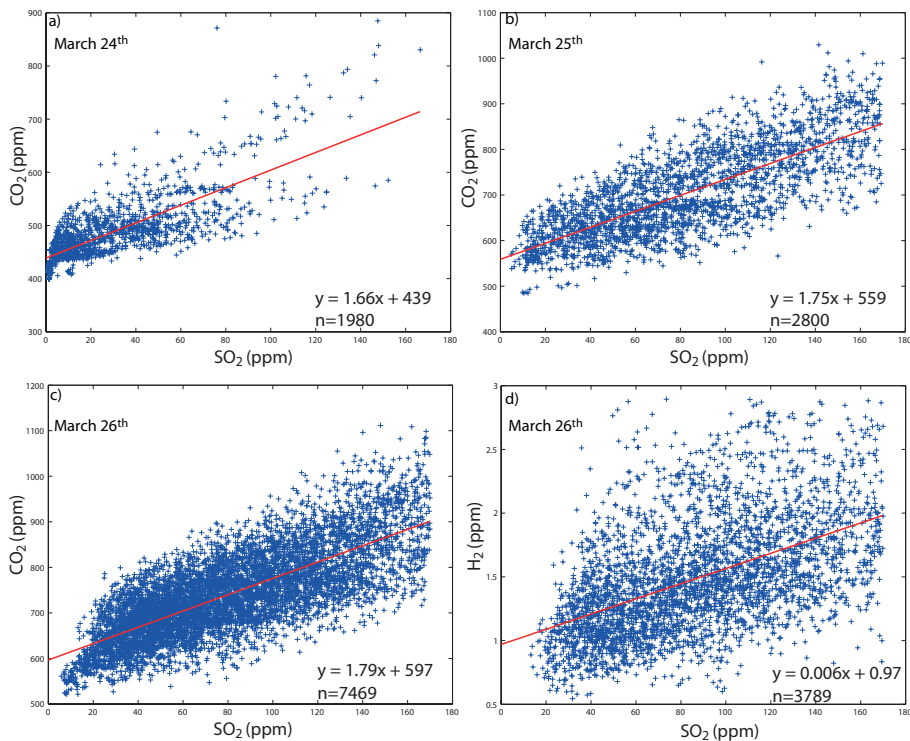 a)
March 24th
900
800
700
600
500
400
300
CO2 (ppm)
0 20 40 60 80 100 120 140 160 180
SO2 (ppm)
y = 1.66x + 439
n=1980
b)
March 25th
1100
1000
900
800
700
600
500
400
CO2 (ppm)
0 20 40 60 80 100 120 140 160 180
SO2 (ppm)
y = 1.75x + 559
n=2800
c)
March 26th
1200
1100
1000
900
800
700
600
500
CO2 (ppm)
0 20 40 60 80 100 120 140 160 180
SO2 (ppm)
y = 1.79x + 597
n=7469
d)
March 26th
3
2.5
2
1.5
1
0.5
H2 (ppm)
0 20 40 60 80 100 120 140 160 180
SO2 (ppm)
y = 0.006x + 0.97
n=3789